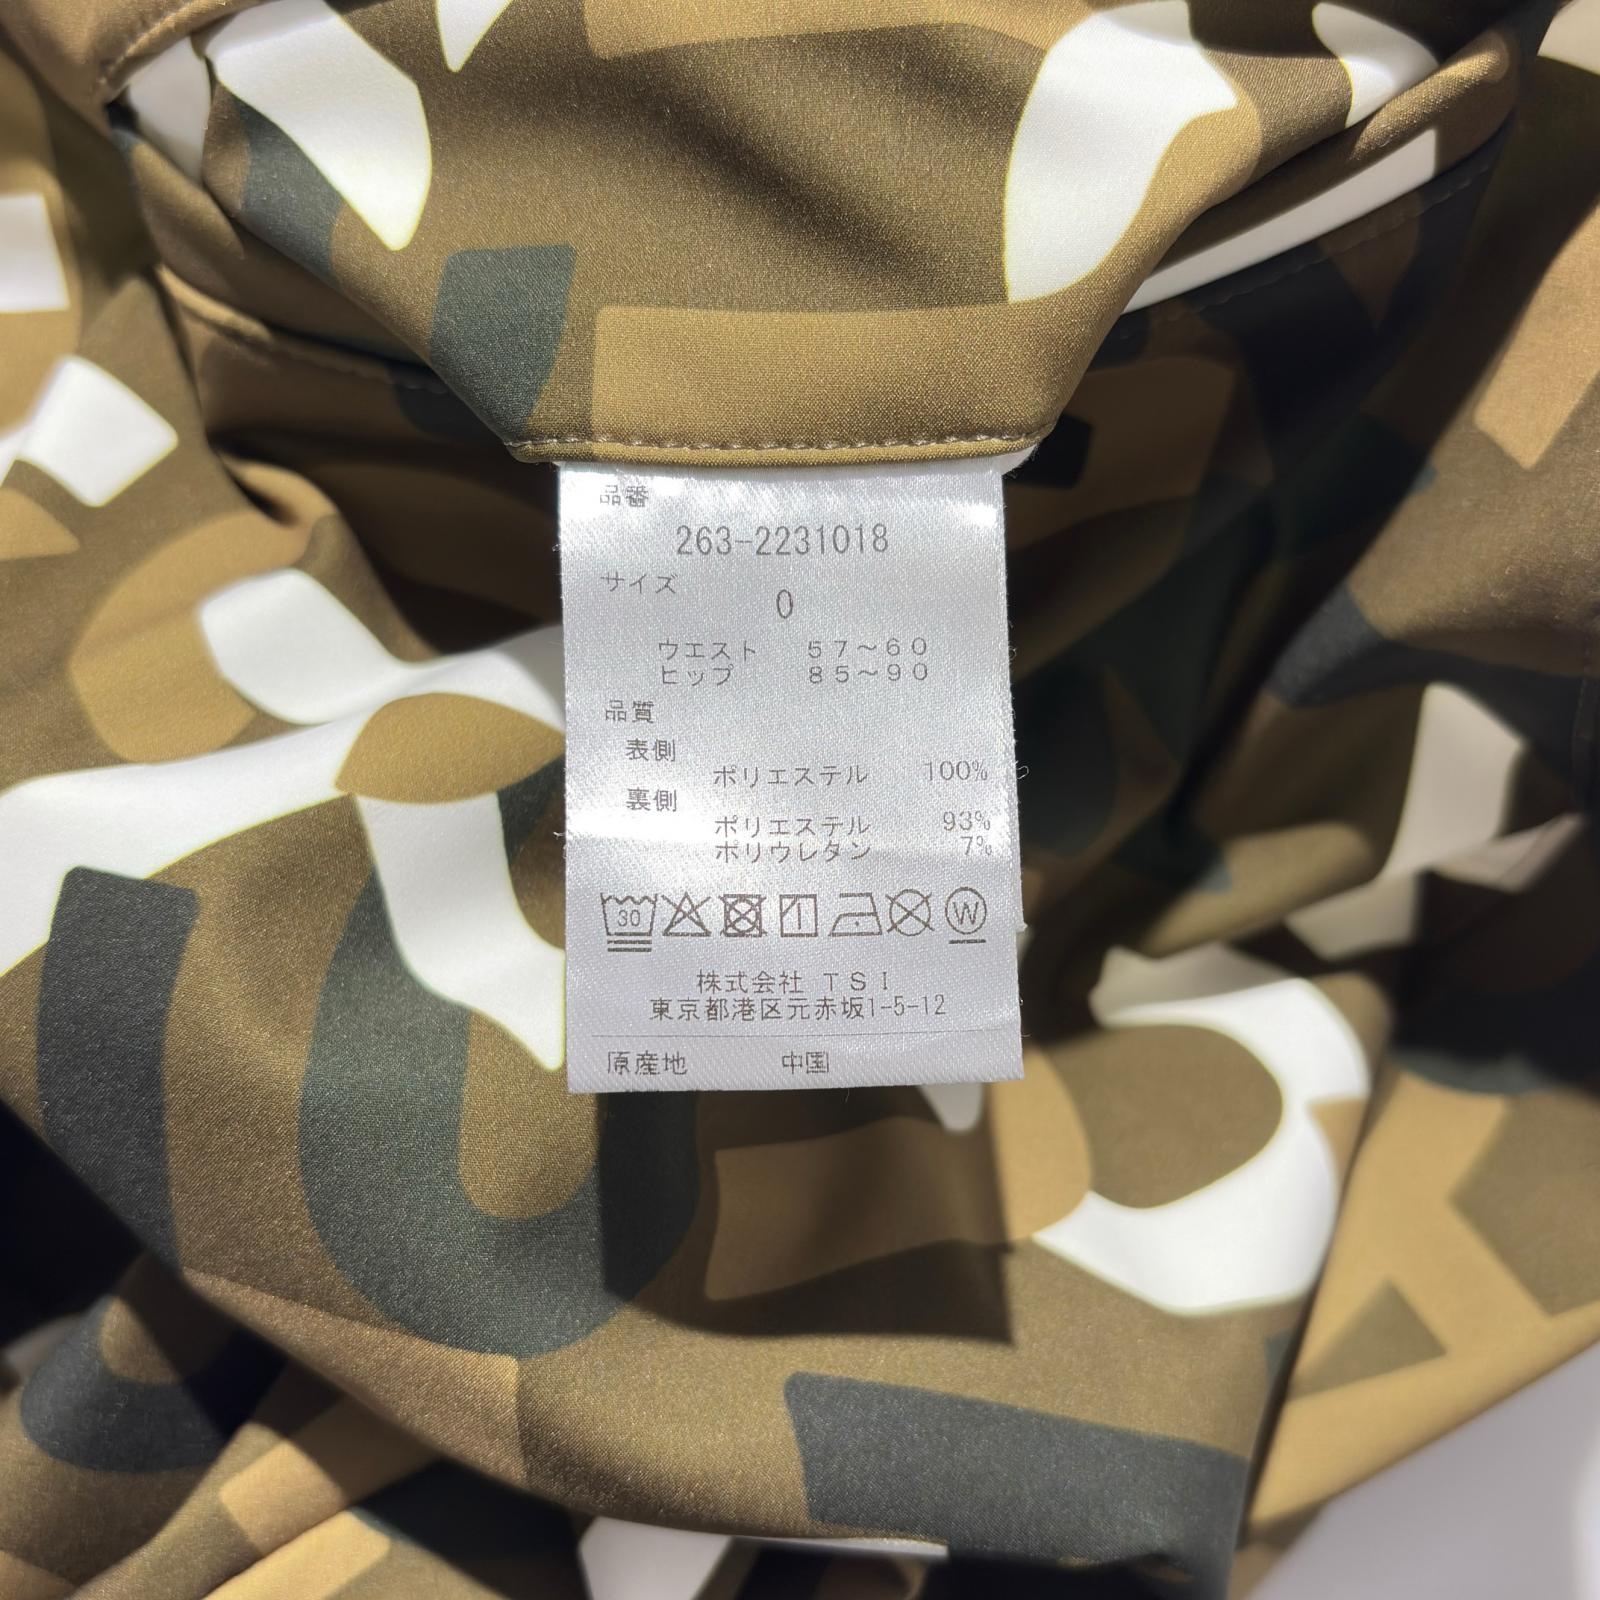 品番
263-2231018
サイズ
0
ウエスト 57～60
ヒップ 85～90
品質
表側
ポリエステル 100%
裏側
ポリエステル 93%
ポリウレタン 7%
30 W
株式会社 TSI
東京都港区元赤坂1-5-12
原産地 中国